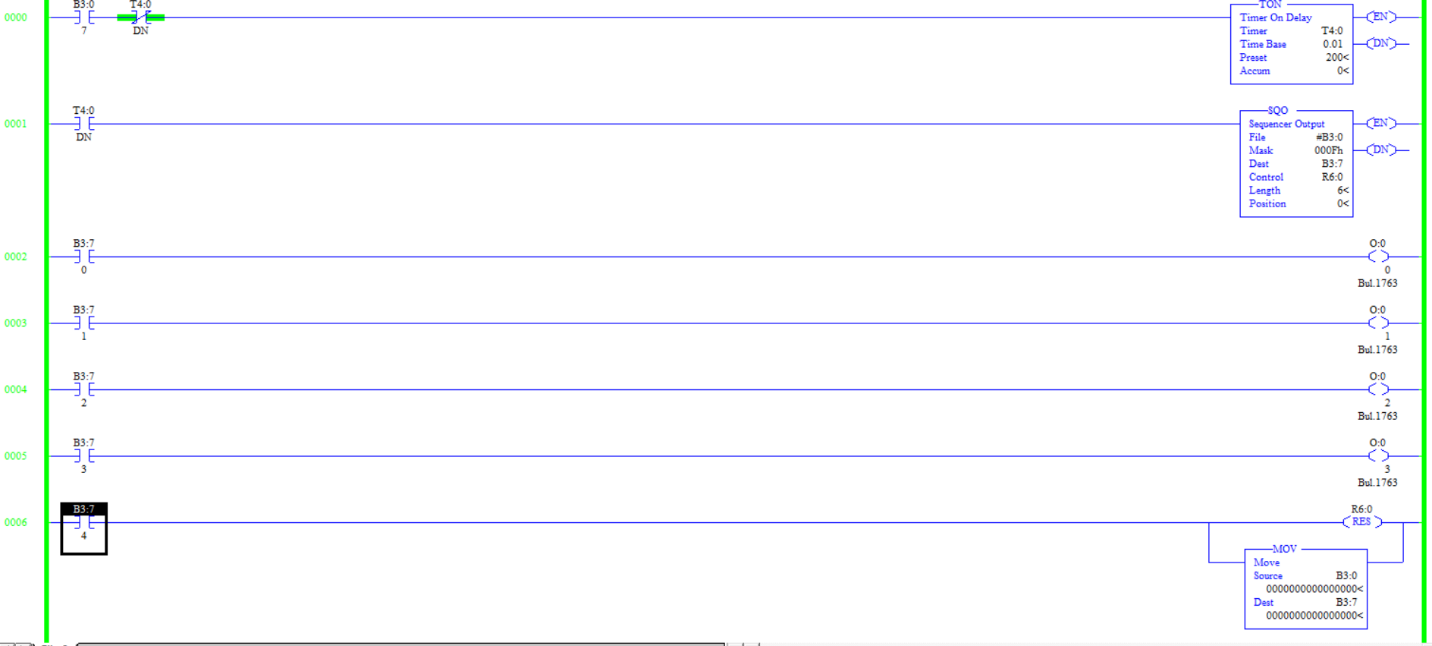 B3:0 T4:0
0000
7 DN
TON
Timer On Delay
Timer T4:0
Time Base 0.01
Preset 200<
Accum 0<
EN
DN
T4:0
0001
DN
SQO
Sequencer Output
File #B3:0
Mask 000Fh
Dest B3:7
Control R6:0
Length 6<
Position 0<
EN
DN
B3:7 O:0
0002
0 0
Bul.1763
B3:7 O:0
0003
1 1
Bul.1763
B3:7 O:0
0004
2 2
Bul.1763
B3:7 O:0
0005
3 3
Bul.1763
B3:7 R6:0
0006 RES
4
MOV
Move
Source B3:0
0000000000000000<
Dest B3:7
0000000000000000<